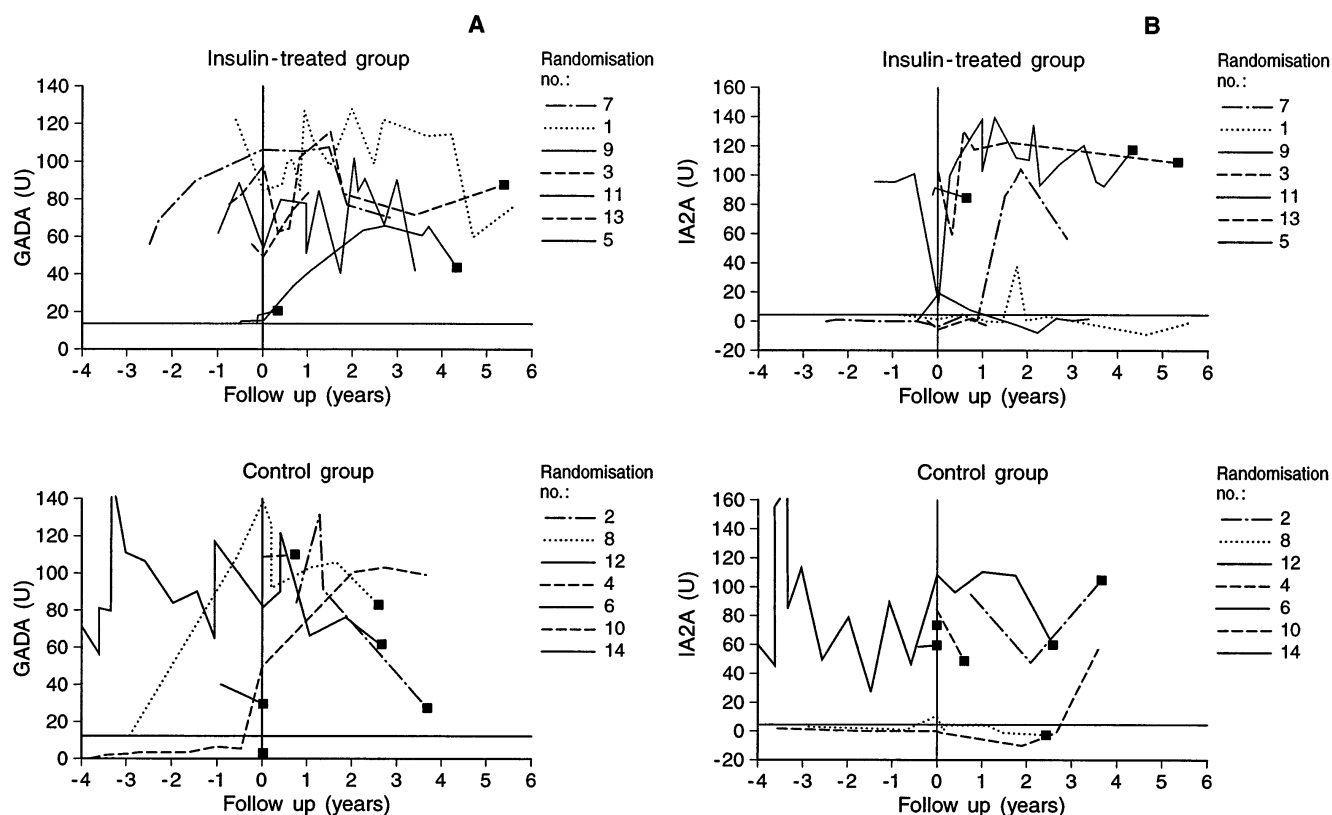 A
Insulin-treated group
GADA (U)
140
120
100
80
60
40
20
0
-4 -3 -2 -1 0 1 2 3 4 5 6
Follow up (years)
Randomisation
no.:
7
1
9
3
11
13
5
B
Insulin-treated group
IA2A (U)
160
140
120
100
80
60
40
20
0
-20
-4 -3 -2 -1 0 1 2 3 4 5 6
Follow up (years)
Randomisation
no.:
7
1
9
3
11
13
5
Control group
GADA (U)
140
120
100
80
60
40
20
0
-4 -3 -2 -1 0 1 2 3 4 5 6
Follow up (years)
Randomisation
no.:
2
8
12
4
6
10
14
Control group
IA2A (U)
160
140
120
100
80
60
40
20
0
-20
-4 -3 -2 -1 0 1 2 3 4 5 6
Follow up (years)
Randomisation
no.:
2
8
12
4
6
10
14